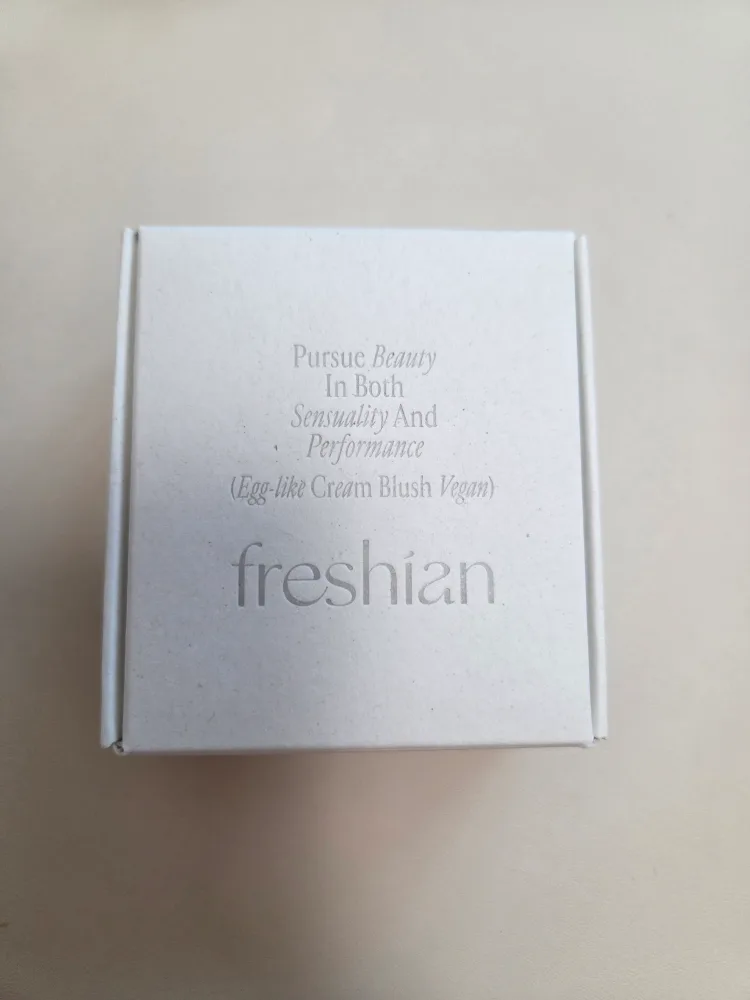 Pursue Beauty
In Both
Sensuality And
Performance
(Egg-like Cream Blush Vegan)
freshian